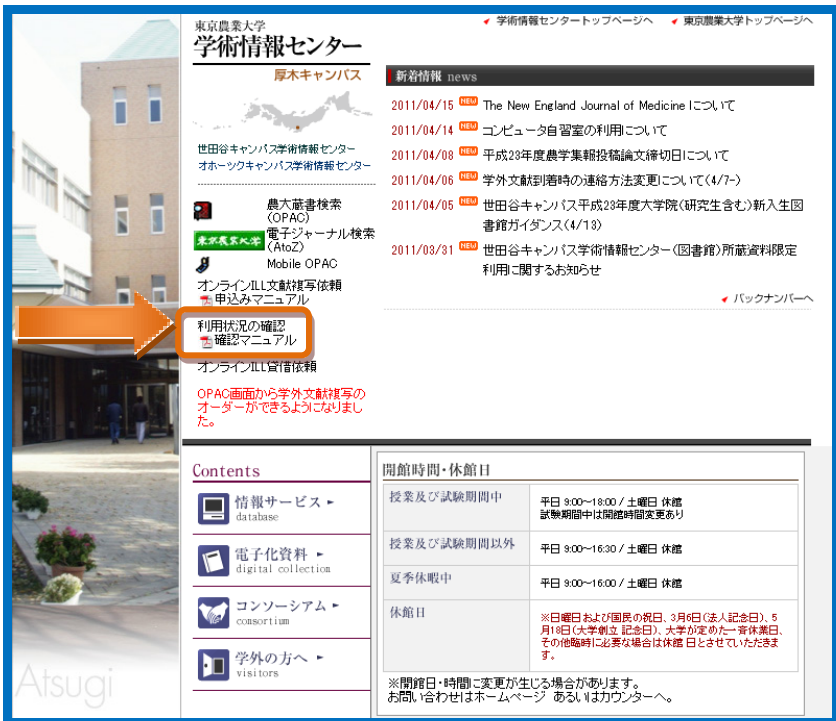 東京農業大学
学術情報センター
厚木キャンパス
世田谷キャンパス学術情報センター
オホーツクキャンパス学術情報センター
農大蔵書検索
(OPAC)
東京農業大学
電子ジャーナル検索
(AtoZ)
Mobile OPAC
オンラインILL文献複写依頼
申込みマニュアル
利用状況の確認
確認マニュアル
オンラインILL貸借依頼
OPAC画面から学外文献複写の
オーダーができるようになりまし
た。
学術情報センタートップページへ 東京農業大学トップページへ
新着情報 news
2011/04/15 NEW The New England Journal of Medicine について
2011/04/14 NEW コンピュータ自習室の利用について
2011/04/08 NEW 平成23年度農学集報投稿論文締切日について
2011/04/06 NEW 学外文献到着時の連絡方法変更について(4/7-)
2011/04/05 NEW 世田谷キャンパス平成23年度大学院(研究生含む)新入生図
書館ガイダンス(4/13)
2011/03/31 NEW 世田谷キャンパス学術情報センター(図書館)所蔵資料限定
利用に関するお知らせ
バックナンバーへ
Contents
情報サービス
database
電子化資料
digital collection
コンソーシアム
consortium
学外の方へ
visitors
開館時間・休館日
授業及び試験期間中
平日 9:00～18:00 / 土曜日 休館
試験期間中は開館時間変更あり
授業及び試験期間以外
平日 9:00～16:30 / 土曜日 休館
夏季休暇中
平日 9:00～16:00 / 土曜日 休館
休館日
※日曜日および国民の祝日、3月6日(法人記念日)、5
月18日(大学創立 記念日)、大学が定めた一斉休業日、
その他臨時に必要な場合は休館 日とさせていただきま
す。
※開館日・時間に変更が生じる場合があります。
お問い合わせはホームページ あるいはカウンターへ。
Atsugi